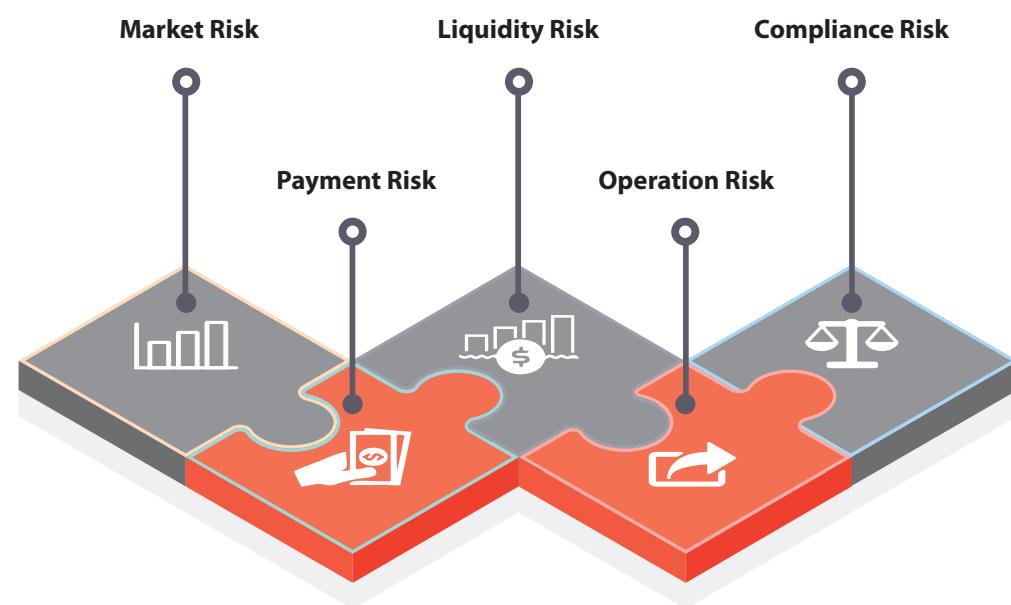 Market Risk
Liquidity Risk
Compliance Risk
Payment Risk
Operation Risk
$
$